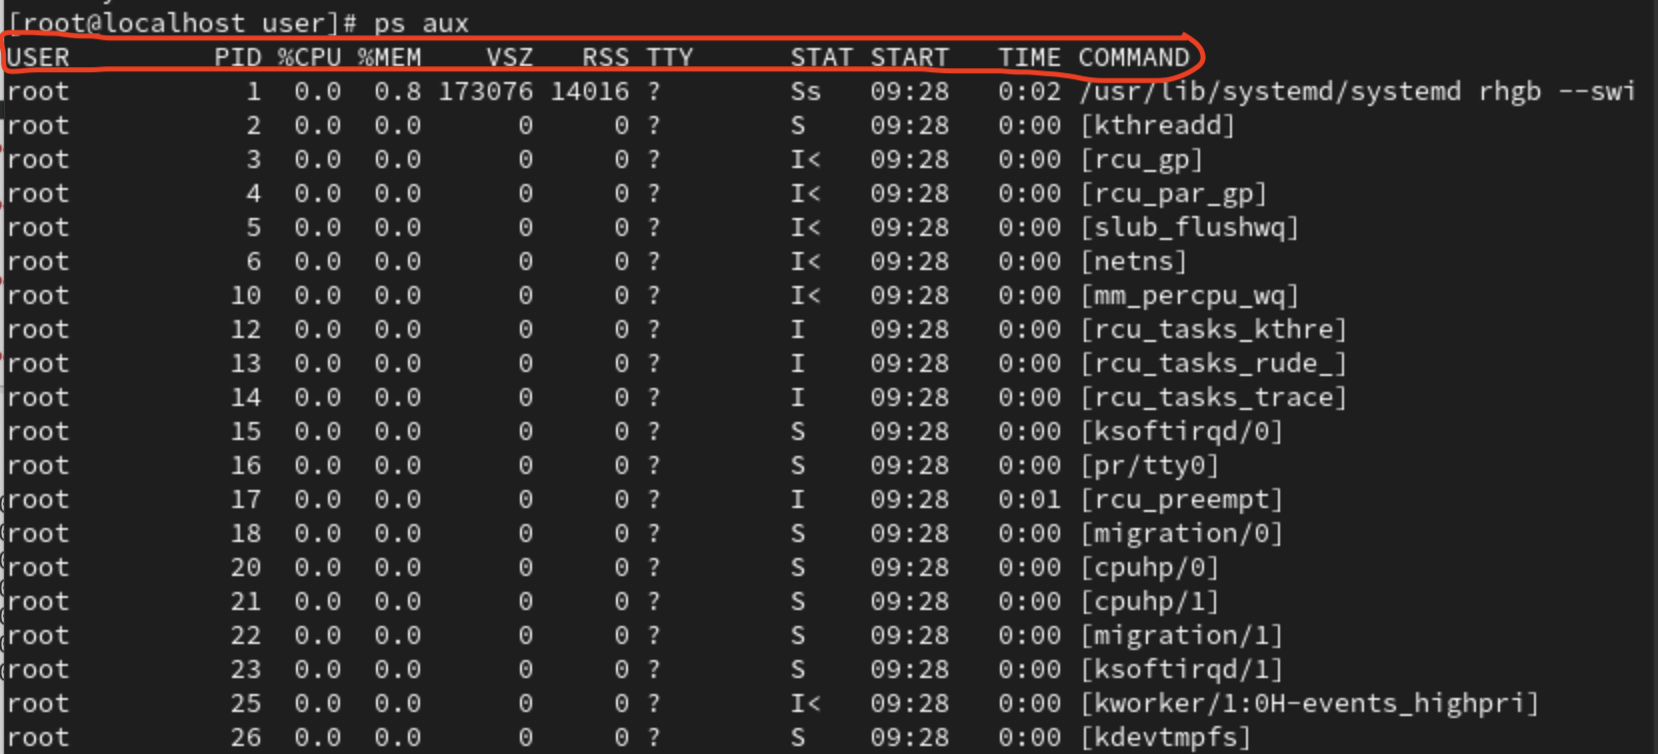 [root@localhost user]# ps aux
USER PID %CPU %MEM VSZ RSS TTY STAT START TIME COMMAND
root 1 0.0 0.8 173076 14016 ? Ss 09:28 0:02 /usr/lib/systemd/systemd rhgb --swi
root 2 0.0 0.0 0 0 ? S 09:28 0:00 [kthreadd]
root 3 0.0 0.0 0 0 ? I< 09:28 0:00 [rcu_gp]
root 4 0.0 0.0 0 0 ? I< 09:28 0:00 [rcu_par_gp]
root 5 0.0 0.0 0 0 ? I< 09:28 0:00 [slub_flushwq]
root 6 0.0 0.0 0 0 ? I< 09:28 0:00 [netns]
root 10 0.0 0.0 0 0 ? I< 09:28 0:00 [mm_percpu_wq]
root 12 0.0 0.0 0 0 ? I 09:28 0:00 [rcu_tasks_kthre]
root 13 0.0 0.0 0 0 ? I 09:28 0:00 [rcu_tasks_rude_]
root 14 0.0 0.0 0 0 ? I 09:28 0:00 [rcu_tasks_trace]
root 15 0.0 0.0 0 0 ? S 09:28 0:00 [ksoftirqd/0]
root 16 0.0 0.0 0 0 ? S 09:28 0:00 [pr/tty0]
root 17 0.0 0.0 0 0 ? I 09:28 0:01 [rcu_preempt]
root 18 0.0 0.0 0 0 ? S 09:28 0:00 [migration/0]
root 20 0.0 0.0 0 0 ? S 09:28 0:00 [cpuhp/0]
root 21 0.0 0.0 0 0 ? S 09:28 0:00 [cpuhp/1]
root 22 0.0 0.0 0 0 ? S 09:28 0:00 [migration/1]
root 23 0.0 0.0 0 0 ? S 09:28 0:00 [ksoftirqd/1]
root 25 0.0 0.0 0 0 ? I< 09:28 0:00 [kworker/1:0H-events_highpri]
root 26 0.0 0.0 0 0 ? S 09:28 0:00 [kdevtmpfs]